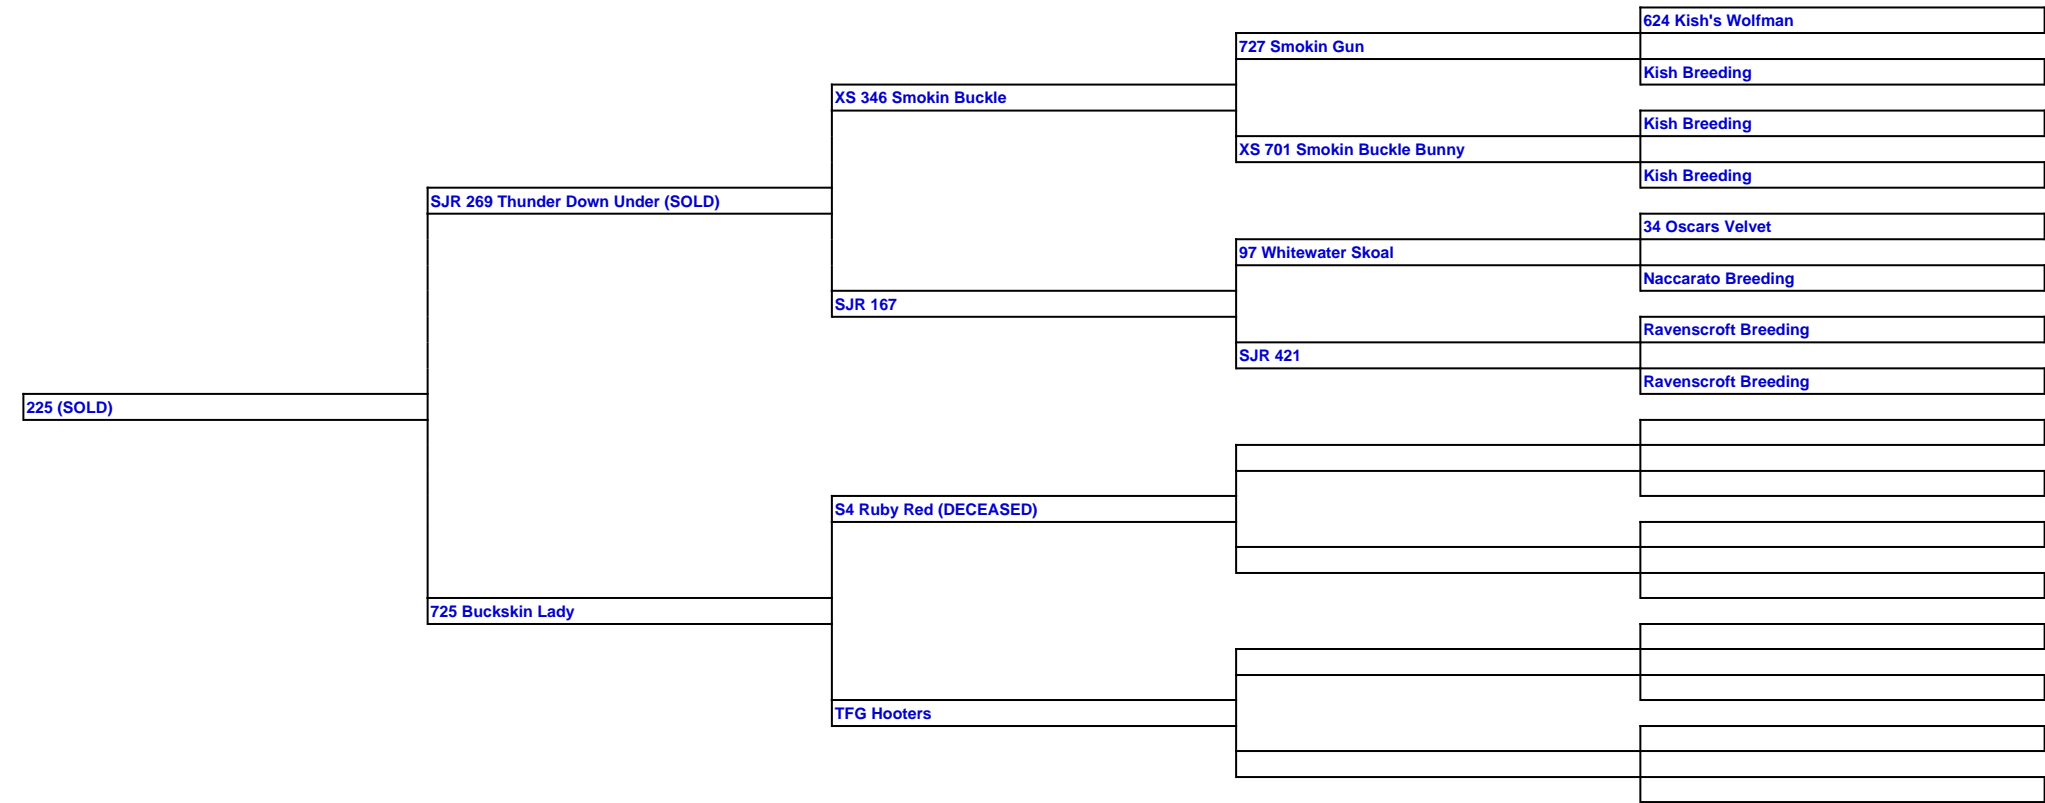 624 Kish's Wolfman
727 Smokin Gun
Kish Breeding
XS 346 Smokin Buckle
Kish Breeding
XS 701 Smokin Buckle Bunny
Kish Breeding
SJR 269 Thunder Down Under (SOLD)
34 Oscars Velvet
97 Whitewater Skoal
Naccarato Breeding
SJR 167
Ravenscroft Breeding
SJR 421
Ravenscroft Breeding
225 (SOLD)
S4 Ruby Red (DECEASED)
725 Buckskin Lady
TFG Hooters